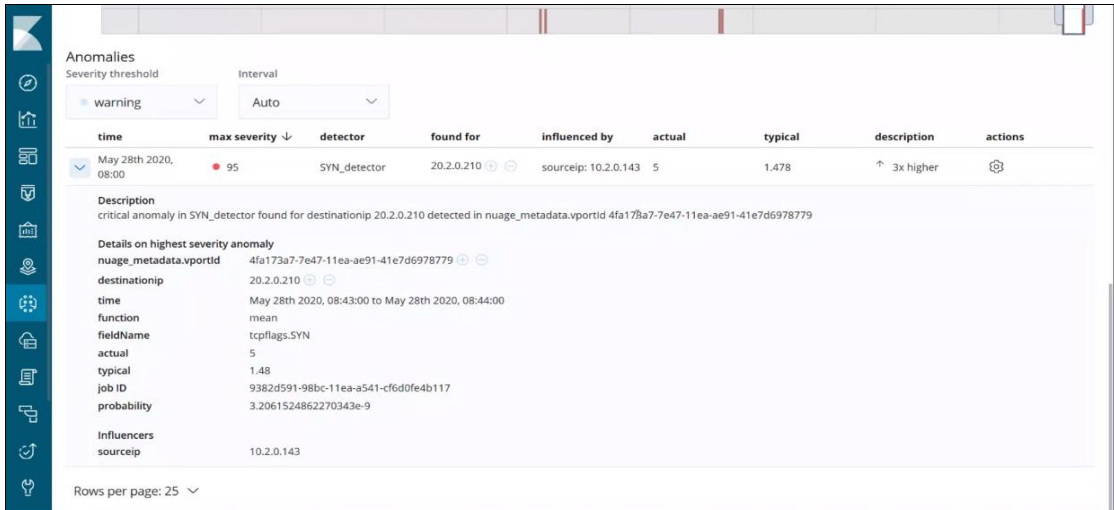 Anomalies
Severity threshold Interval
warning Auto
time max severity ↓ detector found for influenced by actual typical description actions
May 28th 2020, 08:00 95 SYN_detector 20.2.0.210 sourceip: 10.2.0.143 5 1.478 ↑ 3x higher
Description
critical anomaly in SYN_detector found for destinationip 20.2.0.210 detected in nuage_metadata.vportId 4fa173a7-7e47-11ea-ae91-41e7d6978779
Details on highest severity anomaly
nuage_metadata.vportId 4fa173a7-7e47-11ea-ae91-41e7d6978779
destinationip 20.2.0.210
time May 28th 2020, 08:43:00 to May 28th 2020, 08:44:00
function mean
fieldName tcpflags.SYN
actual 5
typical 1.48
job ID 9382d591-98bc-11ea-a541-cf6d0fe4b117
probability 3.2061524862270343e-9
Influencers
sourceip 10.2.0.143
Rows per page: 25